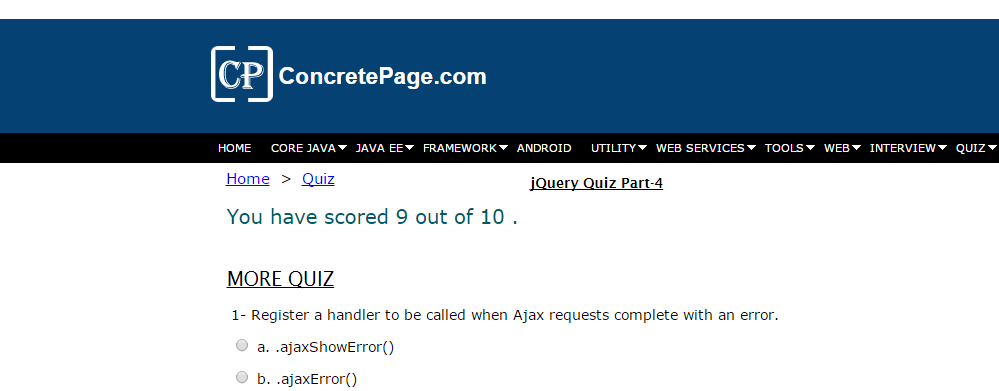 CP ConcretePage.com
HOME CORE JAVA JAVA EE FRAMEWORK ANDROID UTILITY WEB SERVICES TOOLS WEB INTERVIEW QUIZ
Home > Quiz jQuery Quiz Part-4
You have scored 9 out of 10 .
MORE QUIZ
1- Register a handler to be called when Ajax requests complete with an error.
a. .ajaxShowError()
b. .ajaxError()